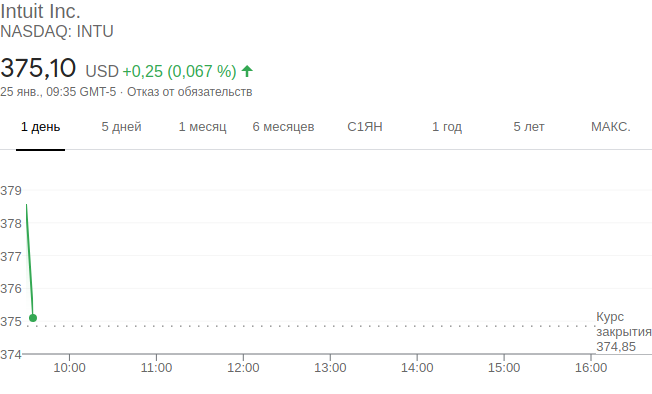 Intuit Inc.
NASDAQ: INTU
375,10 USD +0,25 (0,067 %)
25 янв., 09:35 GMT-5 · Отказ от обязательств
1 день 5 дней 1 месяц 6 месяцев С1ЯН 1 год 5 лет МАКС.
379
378
377
376
375
374
Курс
закрытия
374,85
10:00 11:00 12:00 13:00 14:00 15:00 16:00